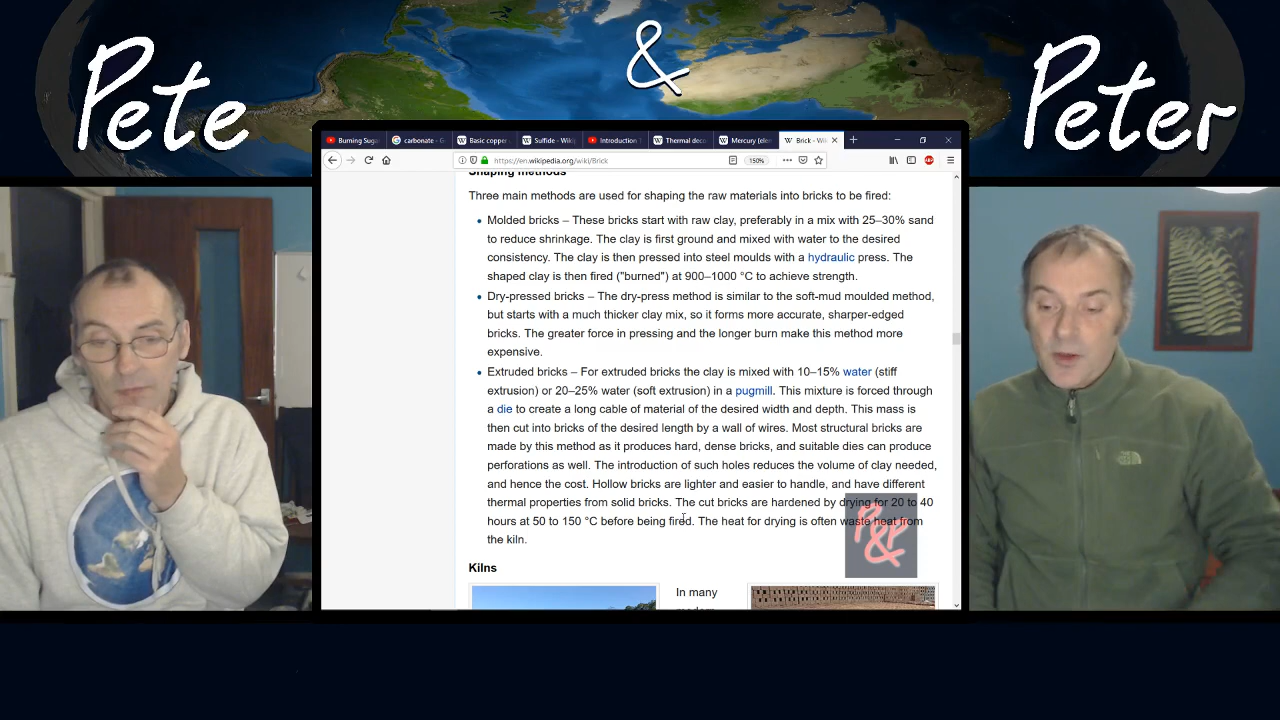 Pete & Peter
Burning Sug
carbonate - G
Basic copper
Sulfide - Wiki
Introduction
Thermal deco
Mercury (elem
Brick - Wi
https://en.wikipedia.org/wiki/Brick
150%
Shaping methods
Three main methods are used for shaping the raw materials into bricks to be fired:
Molded bricks – These bricks start with raw clay, preferably in a mix with 25–30% sand
to reduce shrinkage. The clay is first ground and mixed with water to the desired
consistency. The clay is then pressed into steel moulds with a hydraulic press. The
shaped clay is then fired ("burned") at 900–1000 °C to achieve strength.
Dry-pressed bricks – The dry-press method is similar to the soft-mud moulded method,
but starts with a much thicker clay mix, so it forms more accurate, sharper-edged
bricks. The greater force in pressing and the longer burn make this method more
expensive.
Extruded bricks – For extruded bricks the clay is mixed with 10–15% water (stiff
extrusion) or 20–25% water (soft extrusion) in a pugmill. This mixture is forced through
a die to create a long cable of material of the desired width and depth. This mass is
then cut into bricks of the desired length by a wall of wires. Most structural bricks are
made by this method as it produces hard, dense bricks, and suitable dies can produce
perforations as well. The introduction of such holes reduces the volume of clay needed,
and hence the cost. Hollow bricks are lighter and easier to handle, and have different
thermal properties from solid bricks. The cut bricks are hardened by drying for 20 to 40
hours at 50 to 150 °C before being fired. The heat for drying is often waste heat from
the kiln.
P&P
Kilns
In many
modern